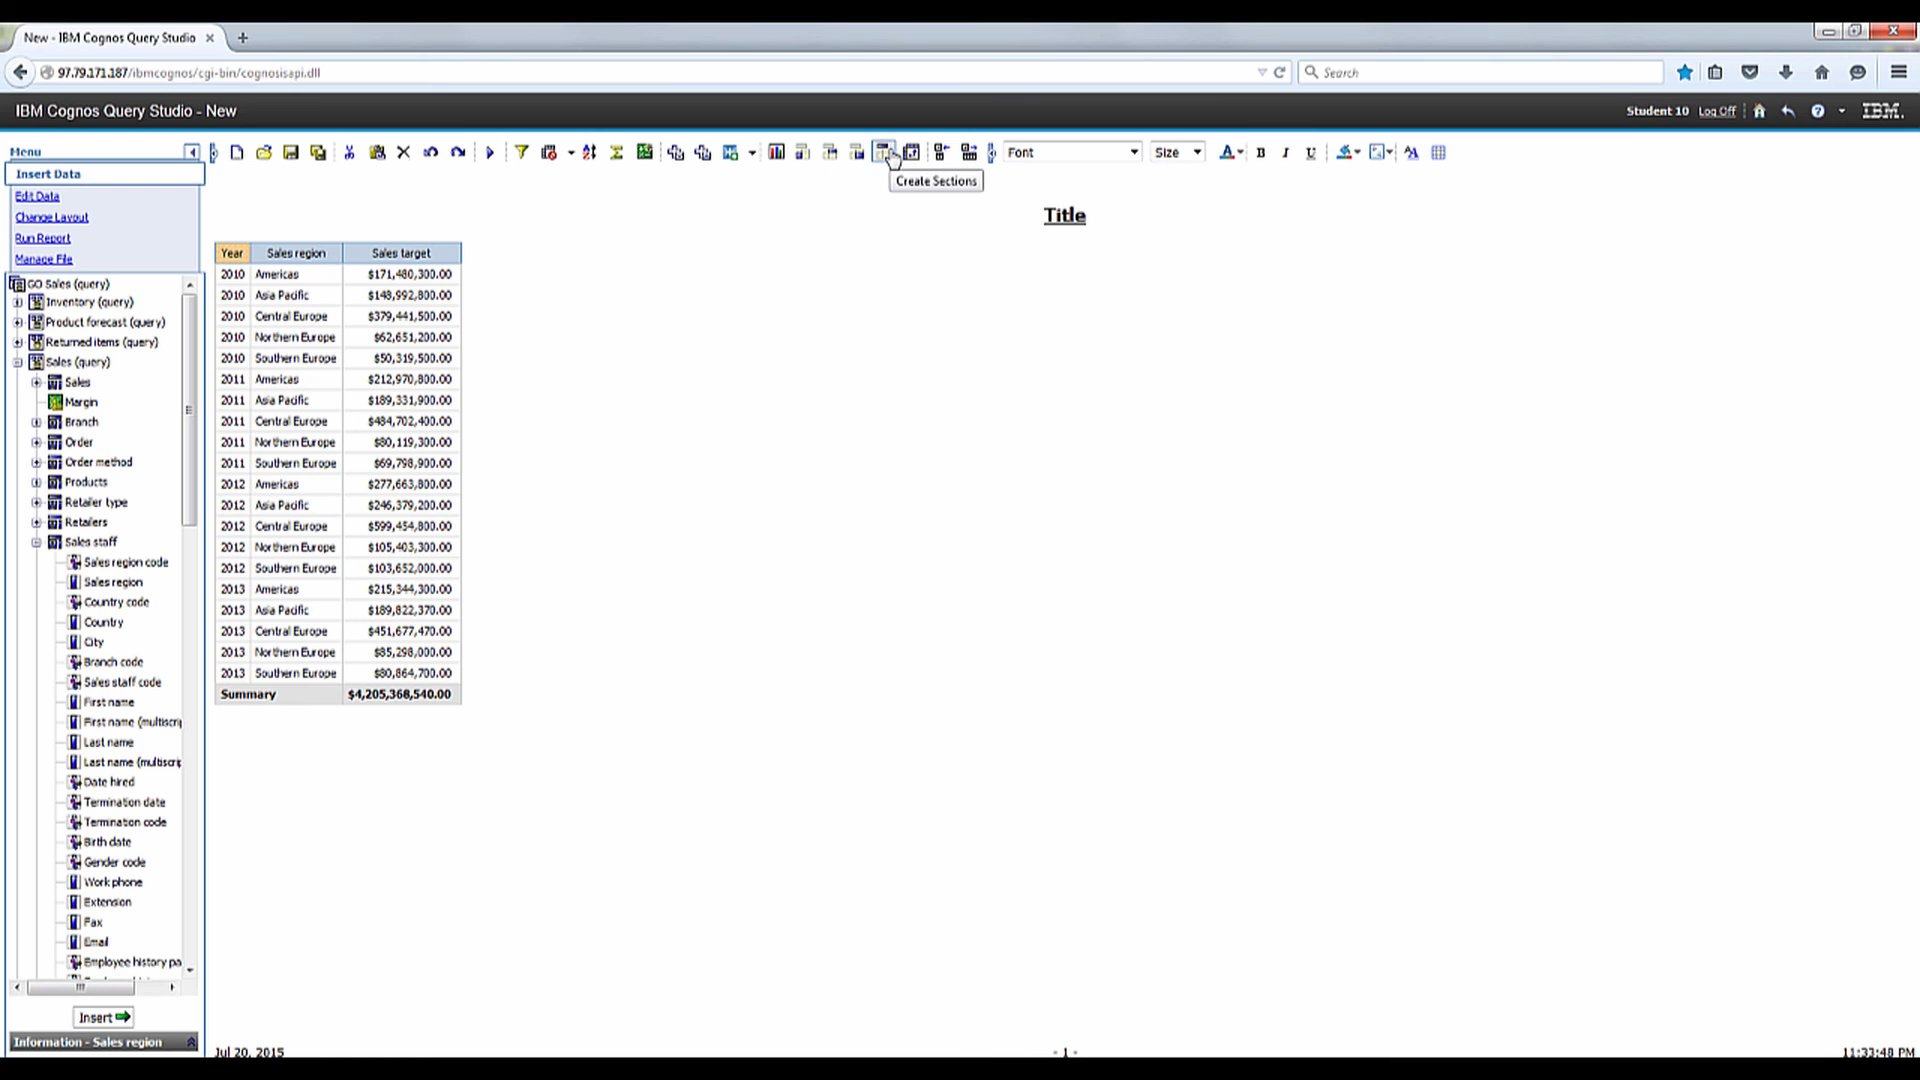 New - IBM Cognos Query Studio
97.79.171.187/ibmcognos/cgi-bin/cognosisapi.dll
Search
IBM Cognos Query Studio - New
Student 10 Log Off
IBM.
Menu
Font
Size
B I U
Insert Data
Create Sections
Edit Data
Change Layout
Run Report
Manage File
Title
GO Sales (query)
Inventory (query)
Product forecast (query)
Returned items (query)
Sales (query)
Sales
Margin
Branch
Order
Order method
Products
Retailer type
Retailers
Sales staff
Sales region code
Sales region
Country code
Country
City
Branch code
Sales staff code
First name
First name (multiscrip
Last name
Last name (multiscrip
Date hired
Termination date
Termination code
Birth date
Gender code
Work phone
Extension
Fax
Email
Employee history pa
Insert
Information - Sales region
Year Sales region Sales target
2010 Americas $171,480,300.00
2010 Asia Pacific $148,992,800.00
2010 Central Europe $379,441,500.00
2010 Northern Europe $62,651,200.00
2010 Southern Europe $50,319,500.00
2011 Americas $212,970,800.00
2011 Asia Pacific $189,331,900.00
2011 Central Europe $484,702,400.00
2011 Northern Europe $80,119,300.00
2011 Southern Europe $69,798,900.00
2012 Americas $277,663,800.00
2012 Asia Pacific $246,379,200.00
2012 Central Europe $599,454,800.00
2012 Northern Europe $105,403,300.00
2012 Southern Europe $103,652,000.00
2013 Americas $215,344,300.00
2013 Asia Pacific $189,822,370.00
2013 Central Europe $451,677,470.00
2013 Northern Europe $85,298,000.00
2013 Southern Europe $80,864,700.00
Summary $4,205,368,540.00
Jul 20, 2015
- 1 -
11:33:48 PM